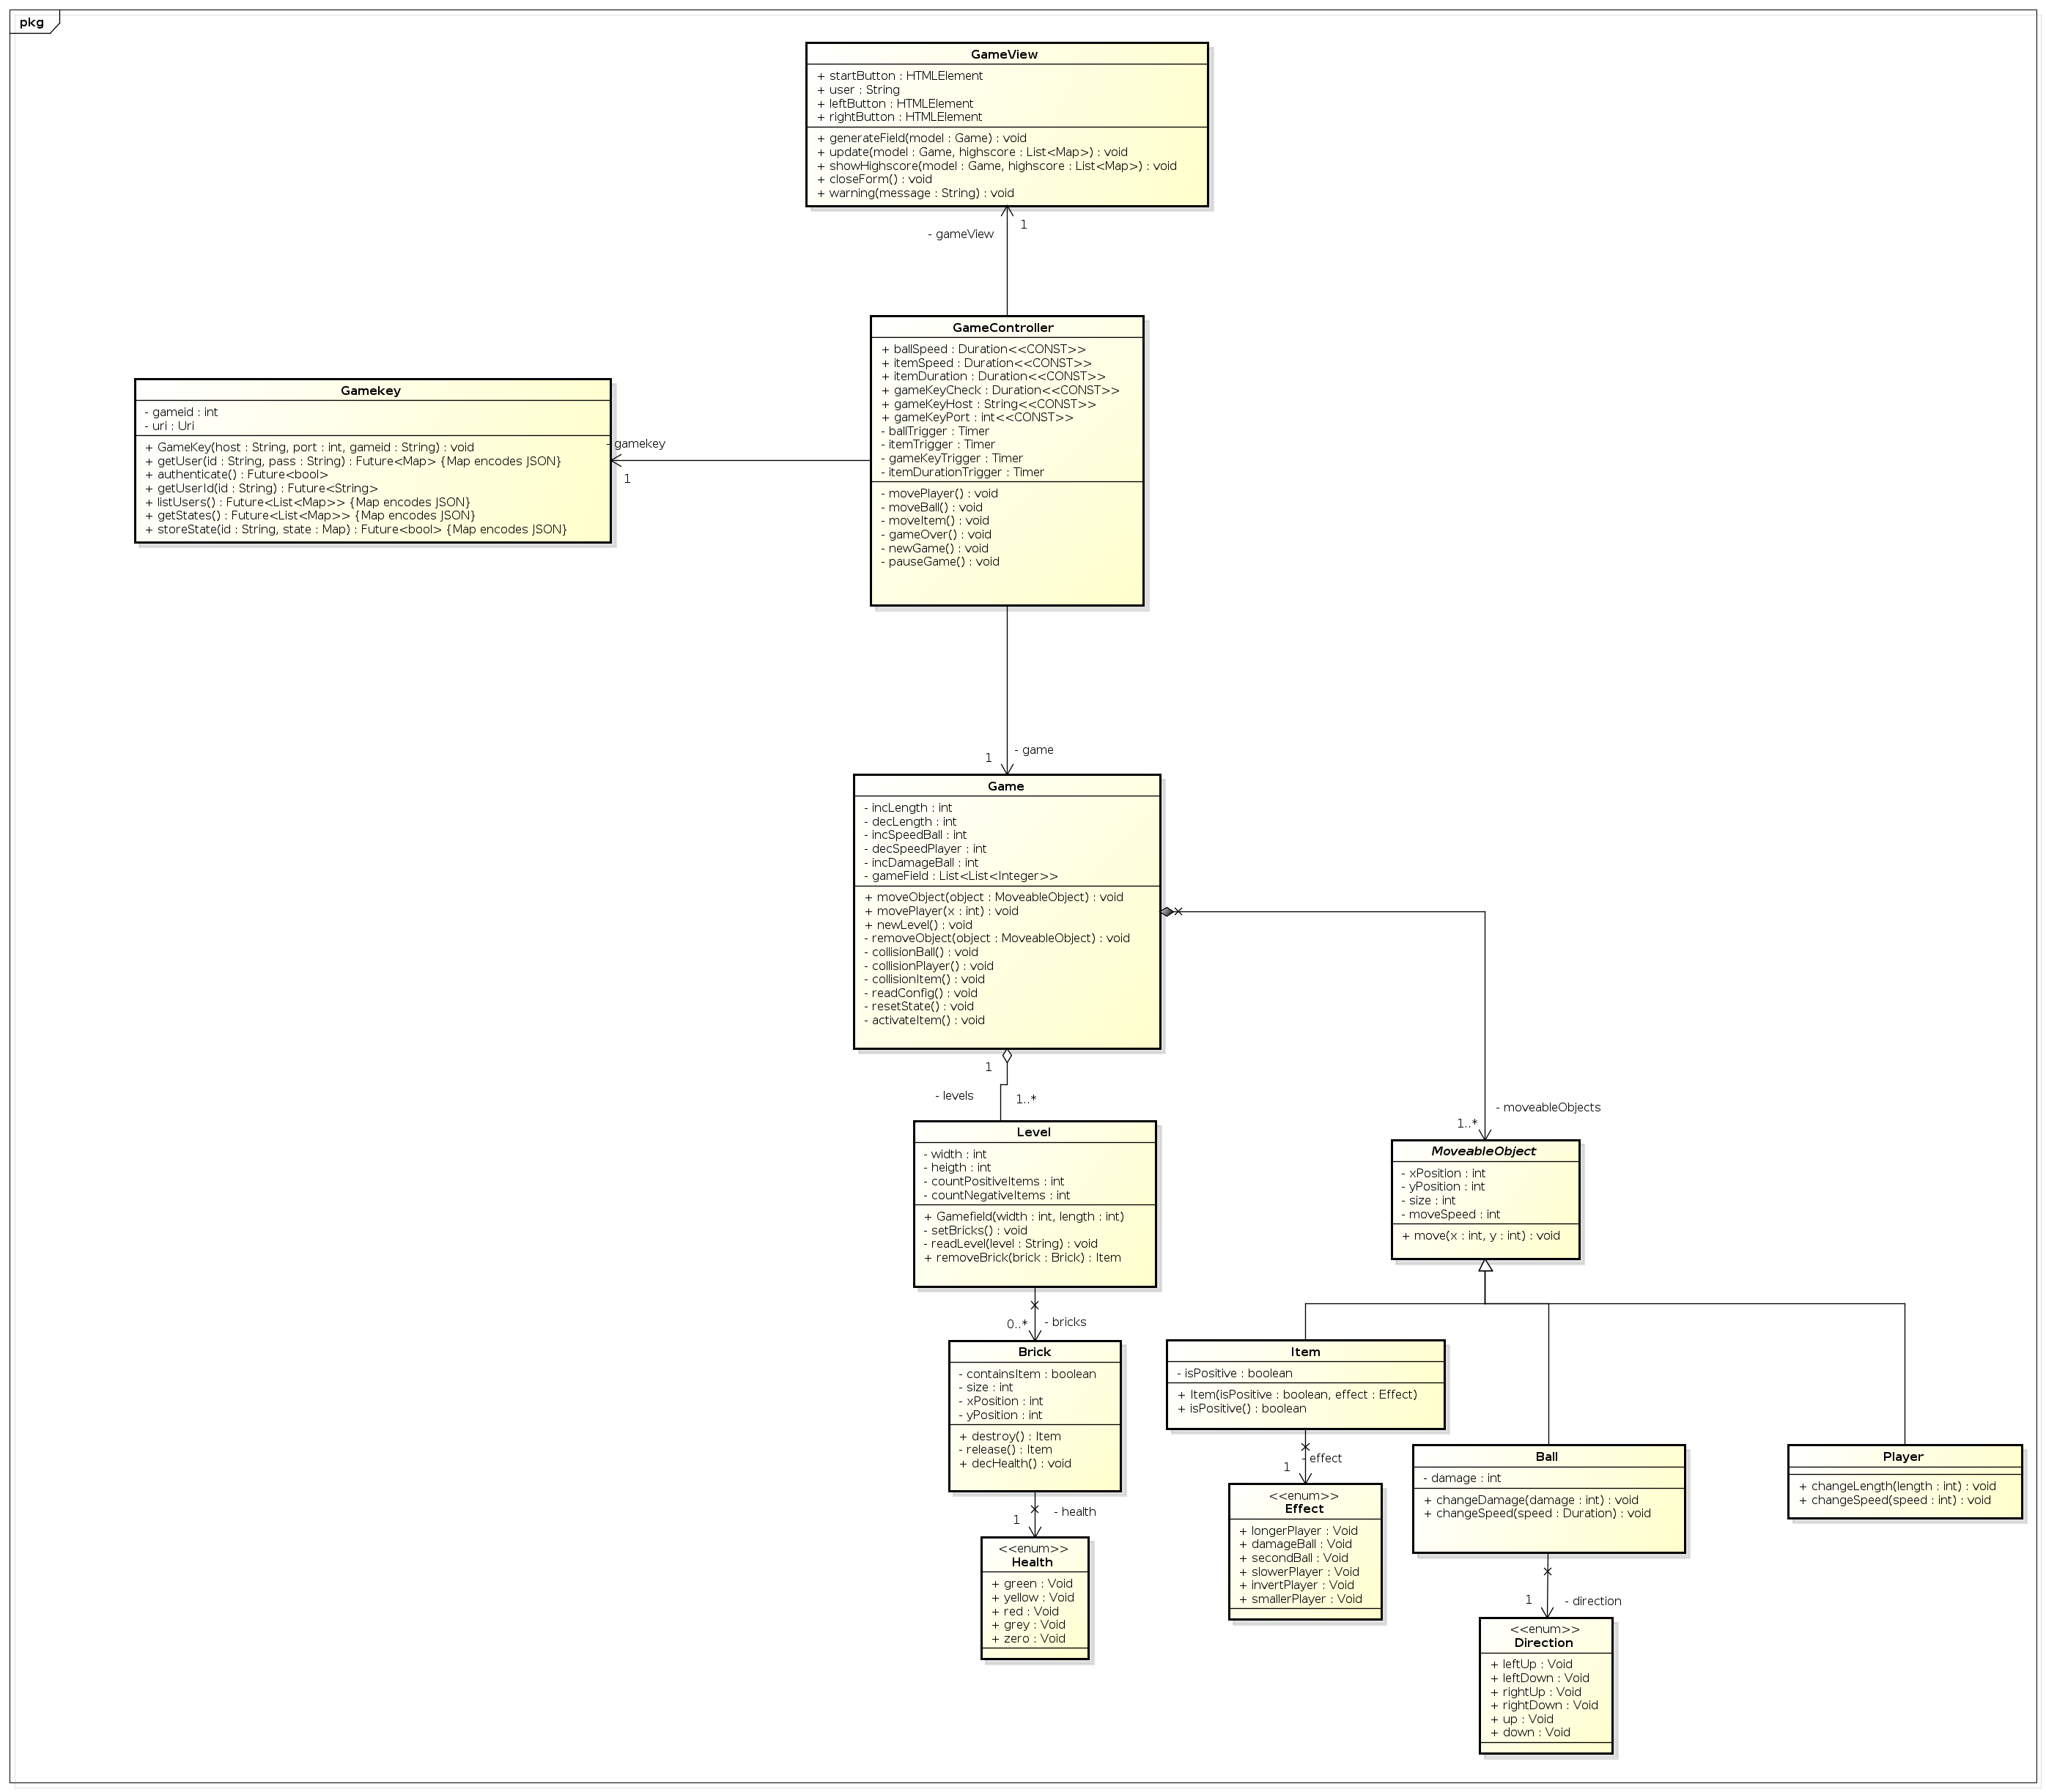 pkg
GameView
+ startButton : HTMLElement
+ user : String
+ leftButton : HTMLElement
+ rightButton : HTMLElement
+ generateField(model : Game) : void
+ update(model : Game, highscore : List<Map>) : void
+ showHighscore(model : Game, highscore : List<Map>) : void
+ closeForm() : void
+ warning(message : String) : void
1
- gameView
GameController
+ ballSpeed : Duration<<CONST>>
+ itemSpeed : Duration<<CONST>>
+ itemDuration : Duration<<CONST>>
+ gameKeyCheck : Duration<<CONST>>
+ gameKeyHost : String<<CONST>>
+ gameKeyPort : int<<CONST>>
- ballTrigger : Timer
- itemTrigger : Timer
- gameKeyTrigger : Timer
- itemDurationTrigger : Timer
- movePlayer() : void
- moveBall() : void
- moveItem() : void
- gameOver() : void
- newGame() : void
- pauseGame() : void
Gamekey
- gameid : int
- uri : Uri
+ GameKey(host : String, port : int, gameid : String) : void
+ getUser(id : String, pass : String) : Future<Map> {Map encodes JSON}
+ authenticate() : Future<bool>
+ getUserId(id : String) : Future<String>
+ listUsers() : Future<List<Map>> {Map encodes JSON}
+ getStates() : Future<List<Map>> {Map encodes JSON}
+ storeState(id : String, state : Map) : Future<bool> {Map encodes JSON}
- gamekey
1
- game
1
Game
- incLength : int
- decLength : int
- incSpeedBall : int
- decSpeedPlayer : int
- incDamageBall : int
- gameField : List<List<Integer>>
+ moveObject(object : MoveableObject) : void
+ movePlayer(x : int) : void
+ newLevel() : void
- removeObject(object : MoveableObject) : void
- collisionBall() : void
- collisionPlayer() : void
- collisionItem() : void
- readConfig() : void
- resetState() : void
- activateItem() : void
1
- levels
1..*
Level
- width : int
- heigth : int
- countPositiveItems : int
- countNegativeItems : int
+ Gamefield(width : int, length : int)
- setBricks() : void
- readLevel(level : String) : void
+ removeBrick(brick : Brick) : Item
- moveableObjects
1..*
MoveableObject
- xPosition : int
- yPosition : int
- size : int
- moveSpeed : int
+ move(x : int, y : int) : void
0..*
- bricks
Brick
- containsItem : boolean
- size : int
- xPosition : int
- yPosition : int
+ destroy() : Item
- release() : Item
+ decHealth() : void
- health
1
<<enum>>
Health
+ green : Void
+ yellow : Void
+ red : Void
+ grey : Void
+ zero : Void
Item
- isPositive : boolean
+ Item(isPositive : boolean, effect : Effect)
+ isPositive() : boolean
- effect
1
<<enum>>
Effect
+ longerPlayer : Void
+ damageBall : Void
+ secondBall : Void
+ slowerPlayer : Void
+ invertPlayer : Void
+ smallerPlayer : Void
Ball
- damage : int
+ changeDamage(damage : int) : void
+ changeSpeed(speed : Duration) : void
1
- direction
<<enum>>
Direction
+ leftUp : Void
+ leftDown : Void
+ rightUp : Void
+ rightDown : Void
+ up : Void
+ down : Void
Player
+ changeLength(length : int) : void
+ changeSpeed(speed : int) : void